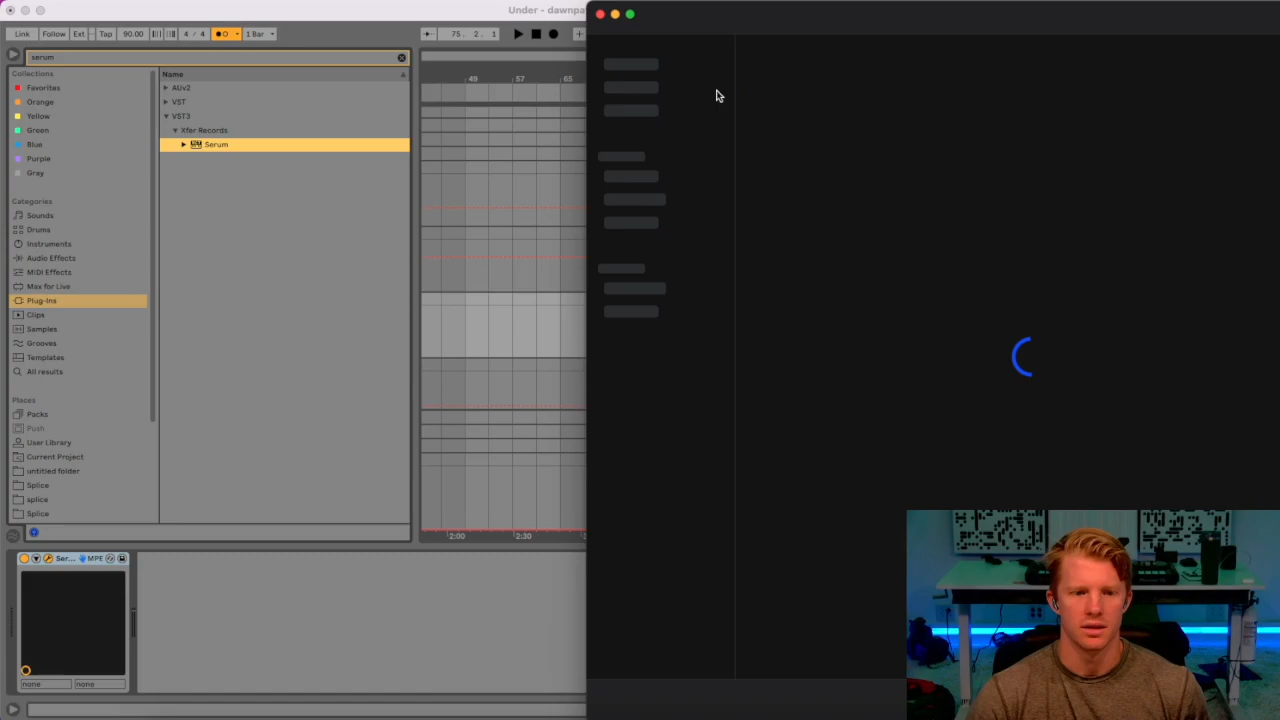 Under - dawnpa
Link Follow Ext Tap 90.00 4 / 4 1 Bar 75. 2. 1
serum
Collections
Favorites
Orange
Yellow
Green
Blue
Purple
Gray
Categories
Sounds
Drums
Instruments
Audio Effects
MIDI Effects
Max for Live
Plug-Ins
Clips
Samples
Grooves
Templates
All results
Places
Packs
Push
User Library
Current Project
untitled folder
Splice
splice
Splice
Name
AUv2
VST
VST3
Xfer Records
Serum
49 57 65
2:00 2:30
Ser... MPE
none none